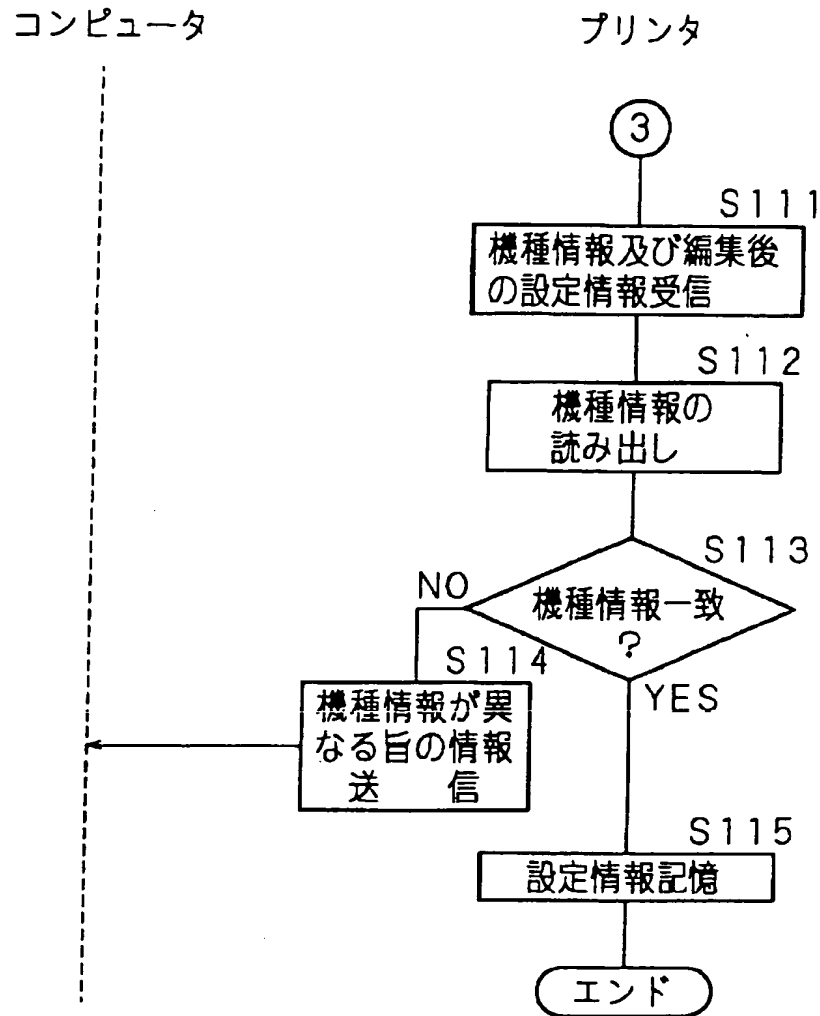 コンピュータ
プリンタ
3
S111
機種情報及び編集後
の設定情報受信
S112
機種情報の
読み出し
S113
NO
機種情報一致
?
S114
YES
機種情報が異
なる旨の情報
送 信
S115
設定情報記憶
エンド